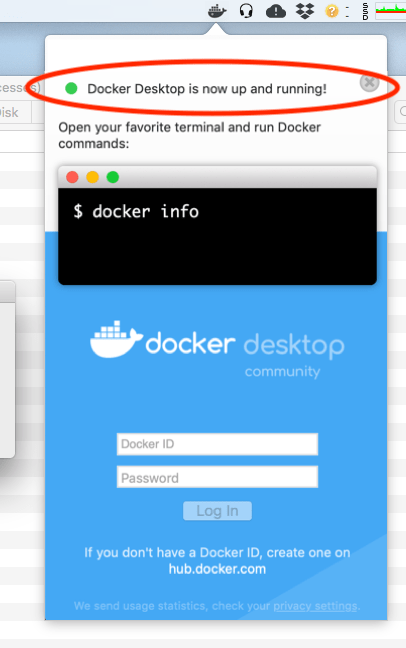 S
S
D
cesses)
Docker Desktop is now up and running!
Disk
Open your favorite terminal and run Docker
commands:
$ docker info
docker desktop
community
Docker ID
Password
Log In
If you don't have a Docker ID, create one on
hub.docker.com
We send usage statistics, check your privacy settings.